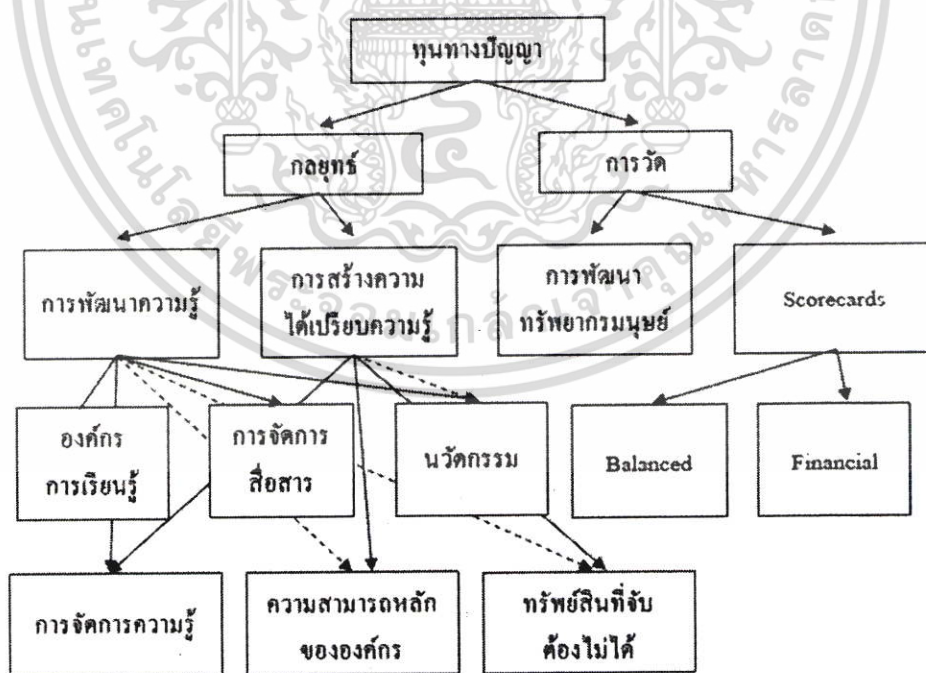 ทุนทางปัญญา
กลยุทธ์
การวัด
การพัฒนาความรู้
การสร้างความ
ได้เปรียบความรู้
การพัฒนา
ทรัพยากรมนุษย์
Scorecards
องค์กร
การเรียนรู้
การจัดการ
สื่อสาร
นวัตกรรม
Balanced
Financial
การจัดการความรู้
ความสามารถหลัก
ขององค์กร
ทรัพย์สินที่จับ
ต้องไม่ได้